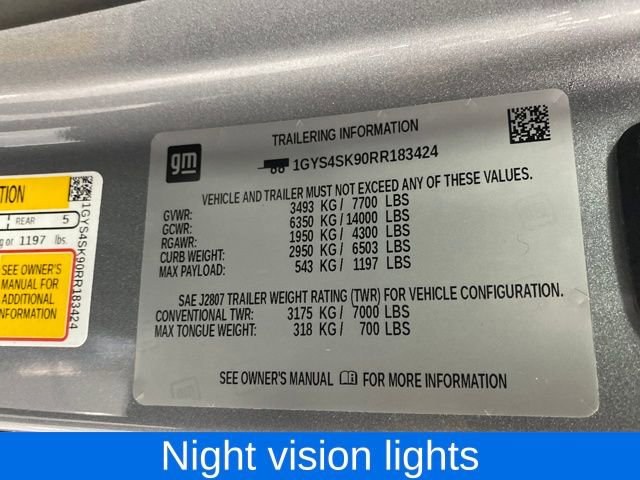 TION
REAR 5
g or 1197 lbs.
SEE OWNER'S
MANUAL FOR
ADDITIONAL
INFORMATION
1GYS4SK90RR183424
gm
TRAILERING INFORMATION
1GYS4SK90RR183424
VEHICLE AND TRAILER MUST NOT EXCEED ANY OF THESE VALUES.
GVWR: 3493 KG / 7700 LBS
GCWR: 6350 KG / 14000 LBS
RGAWR: 1950 KG / 4300 LBS
CURB WEIGHT: 2950 KG / 6503 LBS
MAX PAYLOAD: 543 KG / 1197 LBS
SAE J2807 TRAILER WEIGHT RATING (TWR) FOR VEHICLE CONFIGURATION.
CONVENTIONAL TWR: 3175 KG / 7000 LBS
MAX TONGUE WEIGHT: 318 KG / 700 LBS
SEE OWNER'S MANUAL FOR MORE INFORMATION
Night vision lights